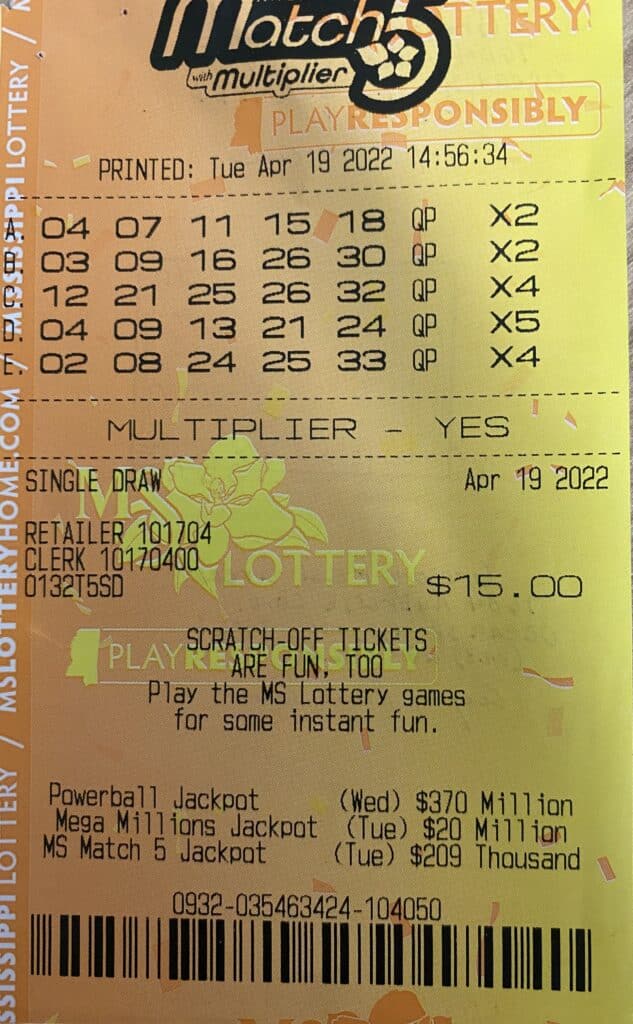 Match 5
with Multiplier
LOTTERY
PLAY RESPONSIBLY
PRINTED: Tue Apr 19 2022 14:56:34
A. 04 07 11 15 18 QP X2
B. 03 09 16 26 30 QP X2
C. 12 21 25 26 32 QP X4
D. 04 09 13 21 24 QP X5
E. 02 08 24 25 33 QP X4
MULTIPLIER - YES
SINGLE DRAW Apr 19 2022
RETAILER 101704
CLERK 10170400
0132T5SD $15.00
MS LOTTERY
PLAY RESPONSIBLY
SCRATCH-OFF TICKETS
ARE FUN, TOO
Play the MS Lottery games
for some instant fun.
Powerball Jackpot (Wed) $370 Million
Mega Millions Jackpot (Tue) $20 Million
MS Match 5 Jackpot (Tue) $209 Thousand
0932-035463424-104050
SSISSIPPI LOTTERY / MSLOTTERYHOME.COM / MISSISSIPPI LOTTERY /